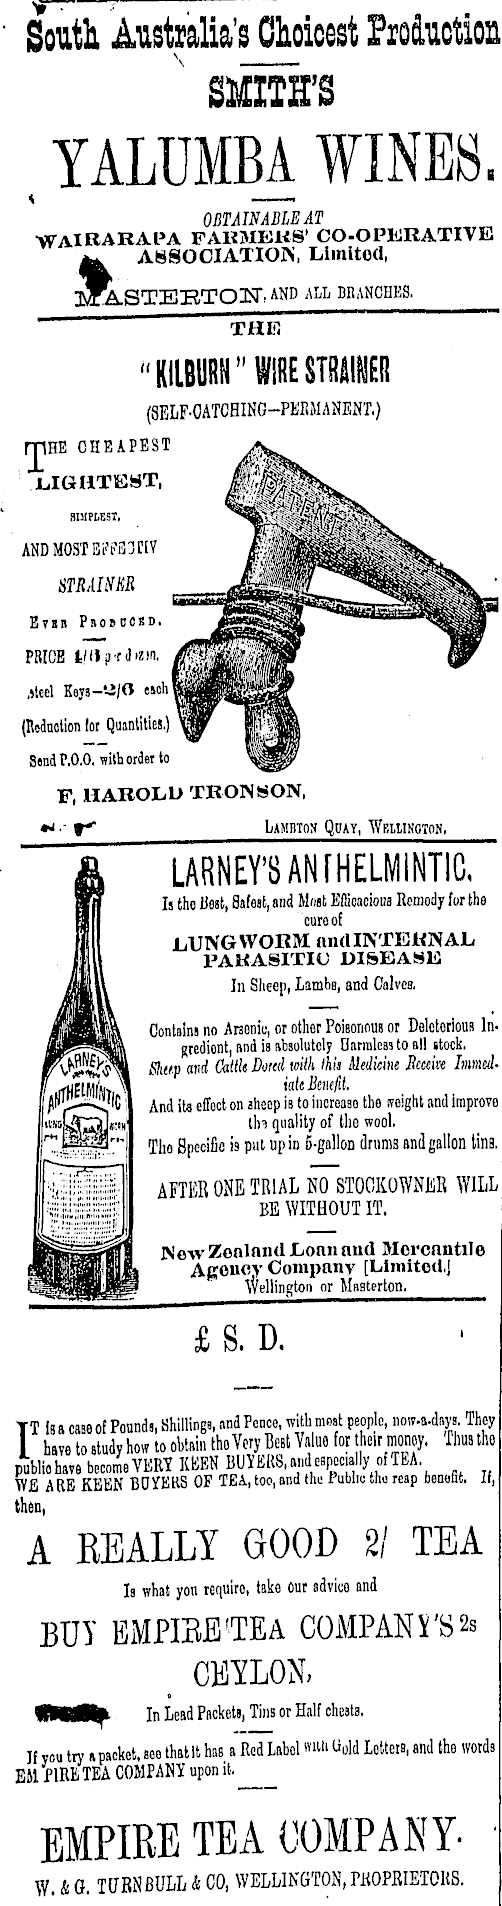 South Australia's Choicest Production
SMITH'S
YALUMBA WINES.
OBTAINABLE AT
WAIRARAPA FARMERS' CO-OPERATIVE
ASSOCIATION, Limited,
MASTERTON, AND ALL BRANCHES.
THE
"KILBURN" WIRE STRAINER
(SELF-CATCHING—PERMANENT.)
THE CHEAPEST
LIGHTEST,
SIMPLEST,
AND MOST EFFECTIV
STRAINER
EVER PRODUCED.
PRICE 1/6 per dozen.
steel Keys—2/6 each
(Reduction for Quantities.)
Send P.O.O. with order to
PATENT
F, HAROLD TRONSON,
LAMBTON QUAY, WELLINGTON.
LARNEY'S ANTHELMINTIC.
Is the Best, Safest, and Most Efficacious Remedy for the
cure of
LUNGWORM and INTERNAL
PARASITIC DISEASE
In Sheep, Lambs, and Calves.
Contains no Arsenic, or other Poisonous or Deleterious In-
gredient, and is absolutely Harmless to all stock.
Sheep and Cattle Dosed with this Medicine Receive Immed-
iate Benefit.
And its effect on sheep is to increase the weight and improve
the quality of the wool.
The Specific is put up in 5-gallon drums and gallon tins.
AFTER ONE TRIAL NO STOCKOWNER WILL
BE WITHOUT IT.
New Zealand Loan and Mercantile
Agency Company [Limited.]
Wellington or Masterton.
LARNEY'S
ANTHELMINTIC
LUNG WORM
£ S. D.
IT is a case of Pounds, Shillings, and Pence, with most people, now-a-days. They
have to study how to obtain the Very Best Value for their money. Thus the
public have become VERY KEEN BUYERS, and especially of TEA.
WE ARE KEEN BUYERS OF TEA, too, and the Public the reap benefit. If,
then,
A REALLY GOOD 2/ TEA
Is what you require, take our advice and
BUY EMPIRE TEA COMPANY'S 2s
CEYLON,
In Lead Packets, Tins or Half chests.
If you try a packet, see that it has a Red Label with Gold Letters, and the words
EMPIRE TEA COMPANY upon it.
EMPIRE TEA COMPANY.
W. & G. TURNBULL & CO, WELLINGTON, PROPRIETORS.